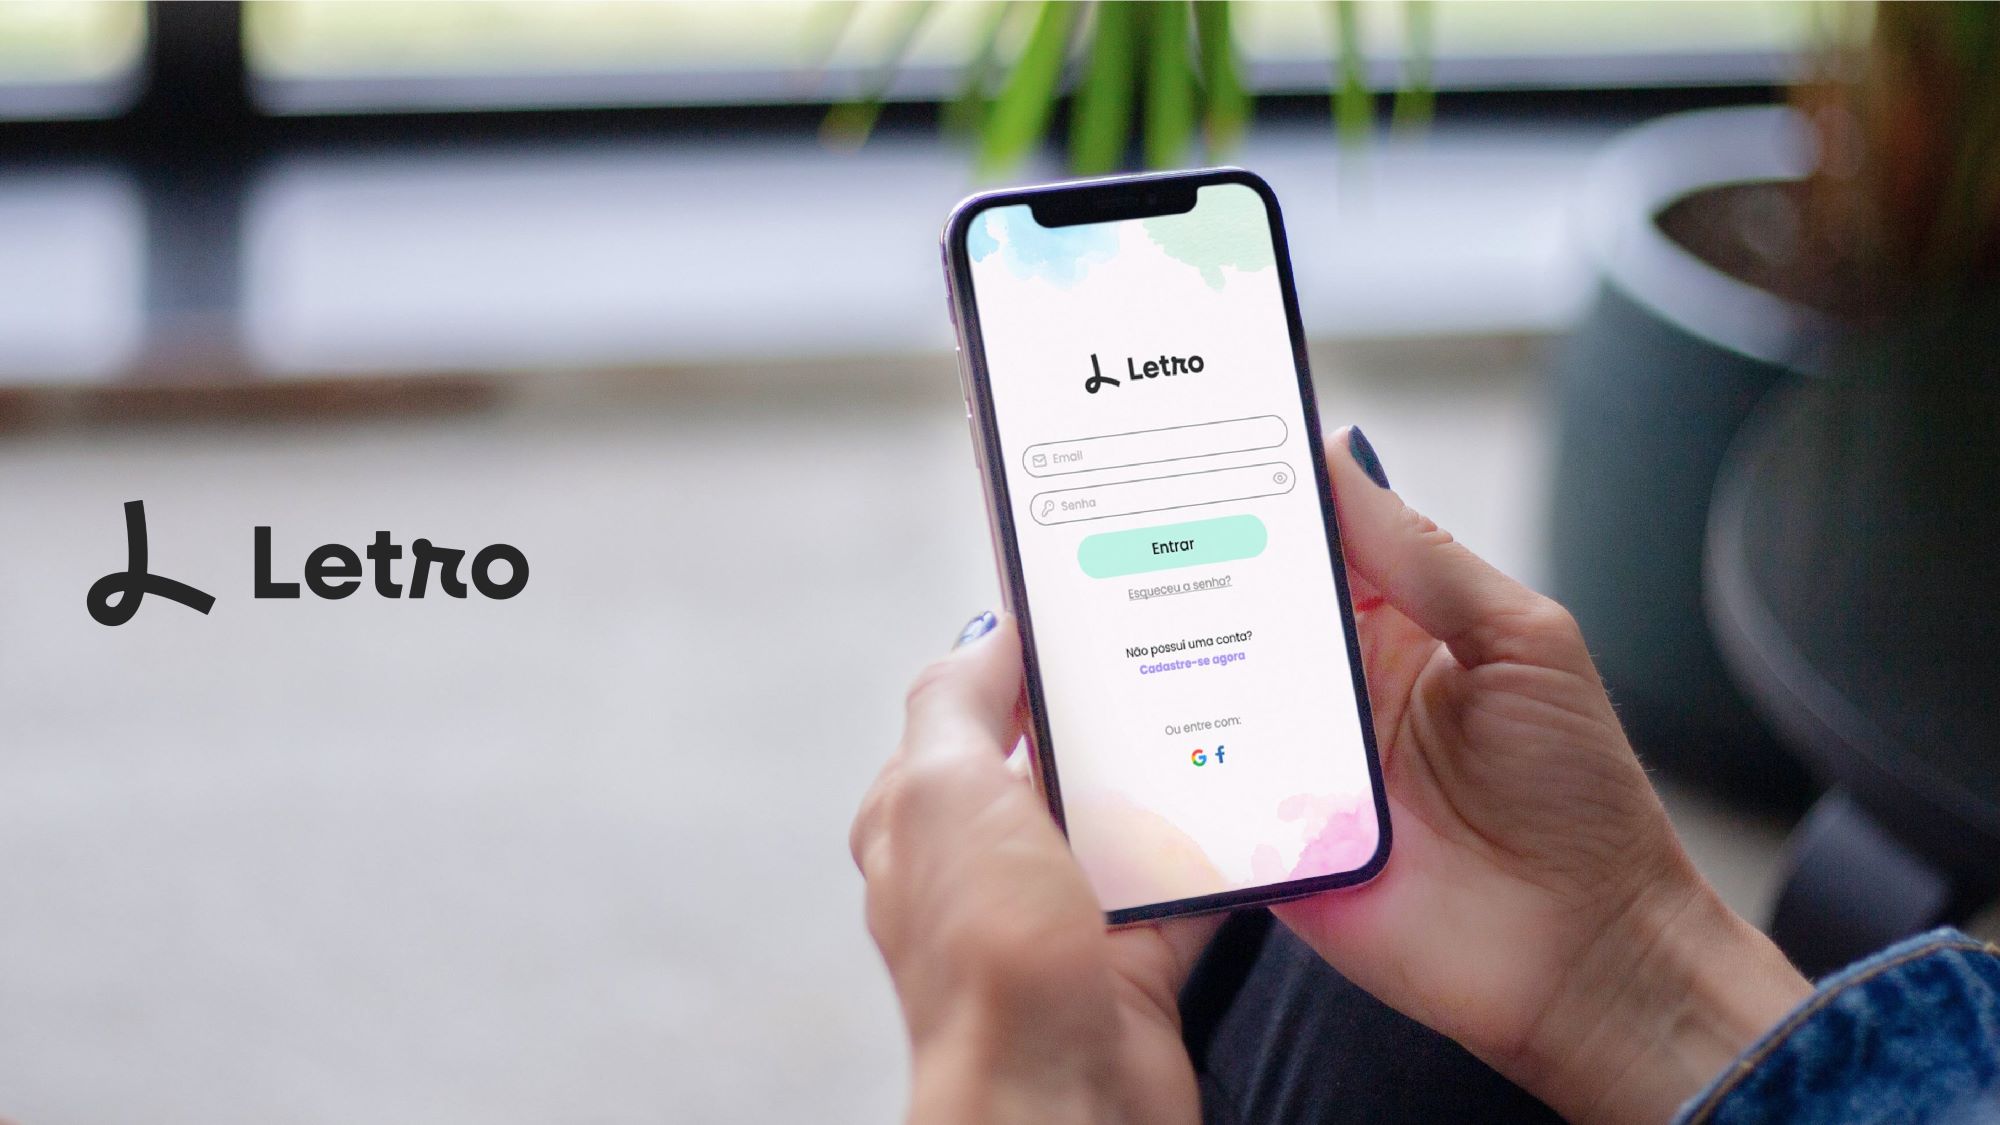 Letro
Letro
Email
Senha
Entrar
Esqueceu a senha?
Não possui uma conta?
Cadastre-se agora
Ou entre com: